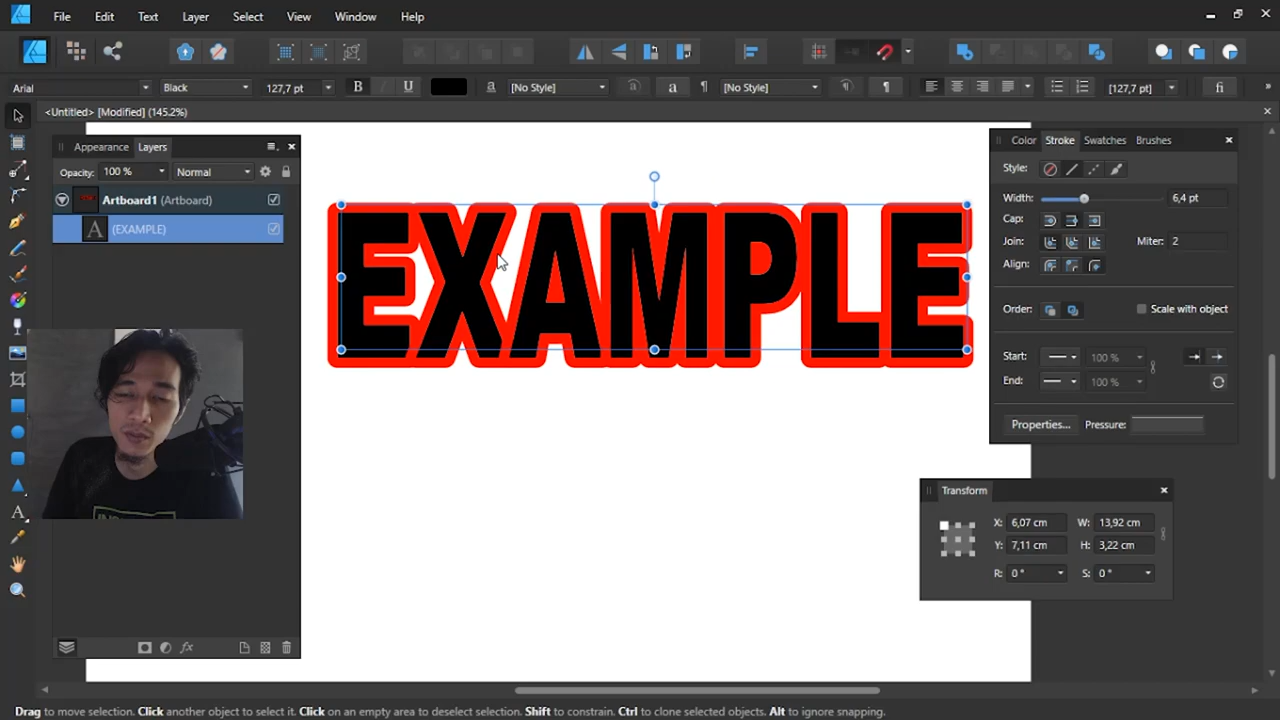 File Edit Text Layer Select View Window Help
Arial Black 127,7 pt B U a [No Style] a a ¶ [No Style] ¶ ¶ [127,7 pt] fi
<Untitled> [Modified] (145,2%)
Appearance Layers
Opacity: 100 % Normal
Artboard1 (Artboard)
A (EXAMPLE)
EXAMPLE
Color Stroke Swatches Brushes
Style:
Width: 6,4 pt
Cap:
Join: Miter: 2
Align:
Order: Scale with object
Start: 100 %
End: 100 %
Properties... Pressure:
Transform
X: 6,07 cm W: 13,92 cm
Y: 7,11 cm H: 3,22 cm
R: 0 ° S: 0 °
A
fx
Drag to move selection. Click another object to select it. Click on an empty area to deselect selection. Shift to constrain. Ctrl to clone selected objects. Alt to ignore snapping.